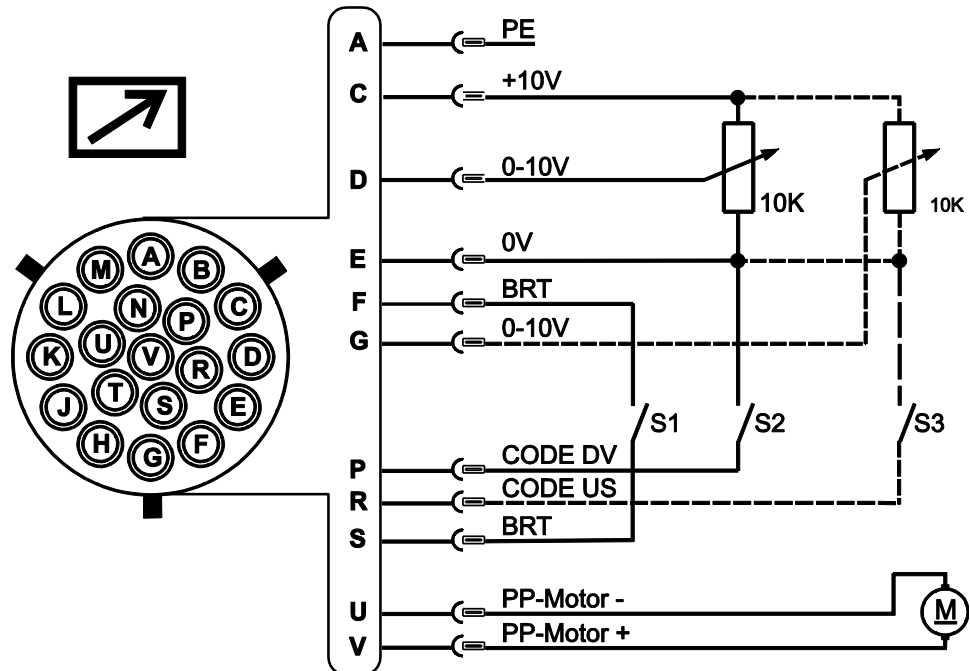 A PE
C +10V
D 0-10V 10K 10K
E 0V
F BRT
G 0-10V
S1 S2 S3
P CODE DV
R CODE US
S BRT
U PP-Motor -
V PP-Motor +
M
A
M B
L N P C
K U V R D
T S
J E
H F
G